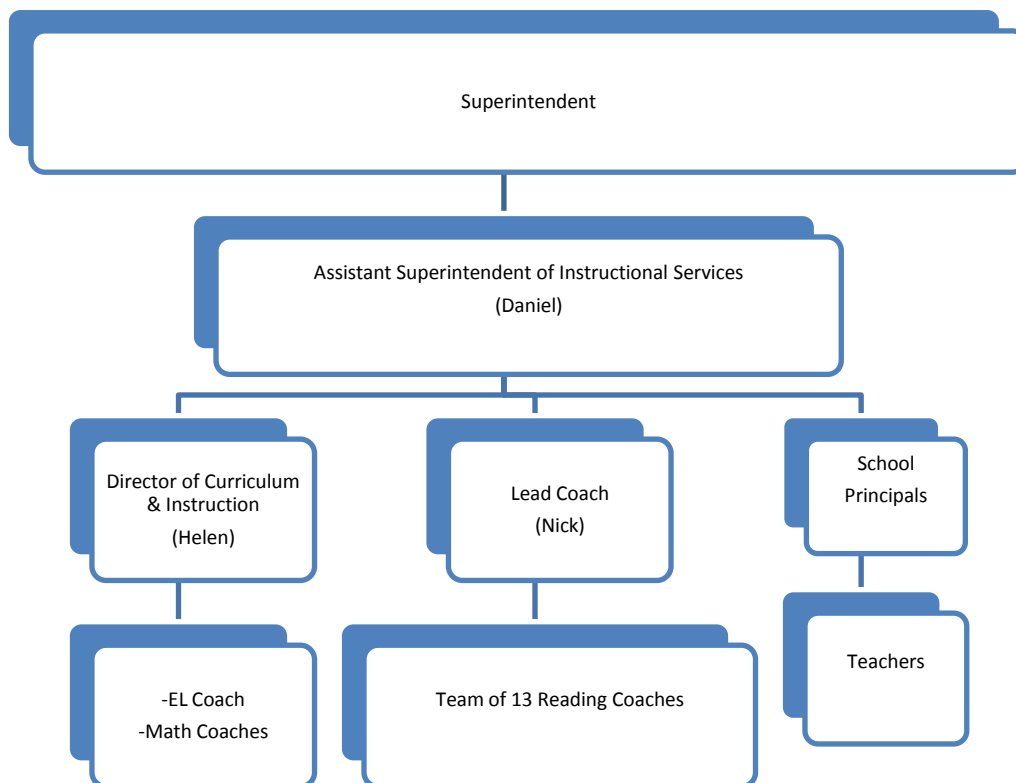 Superintendent
Assistant Superintendent of Instructional Services
(Daniel)
Director of Curriculum
& Instruction
(Helen)
Lead Coach
(Nick)
School
Principals
-EL Coach
-Math Coaches
Team of 13 Reading Coaches
Teachers